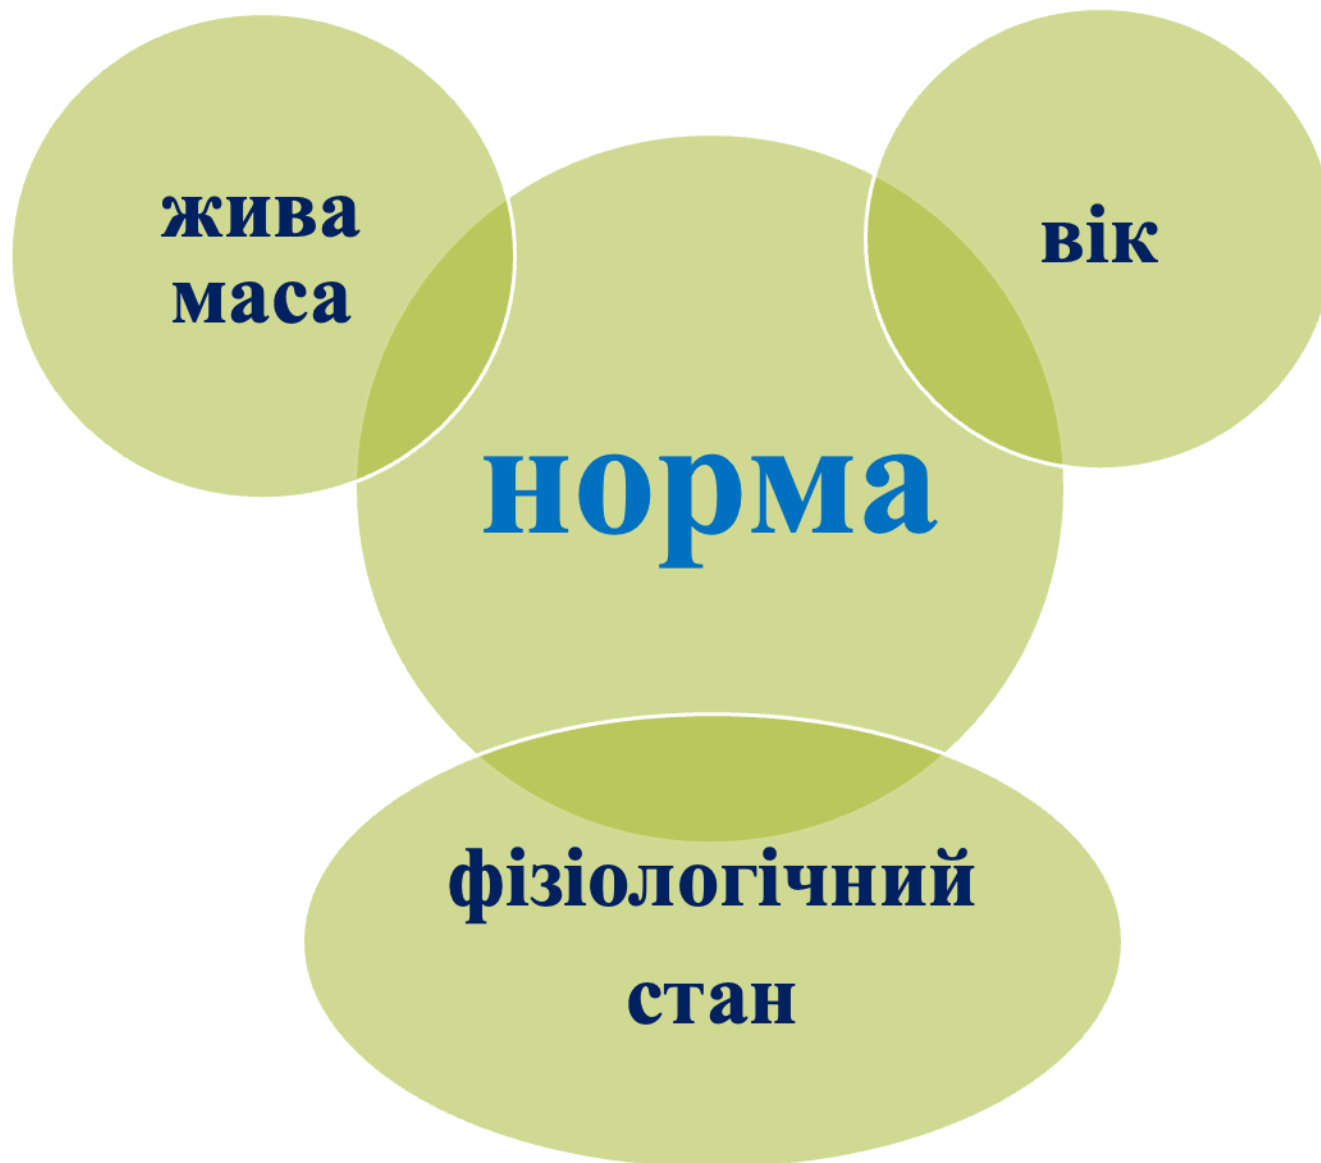 жива
маса
вік
норма
фізіологічний
стан